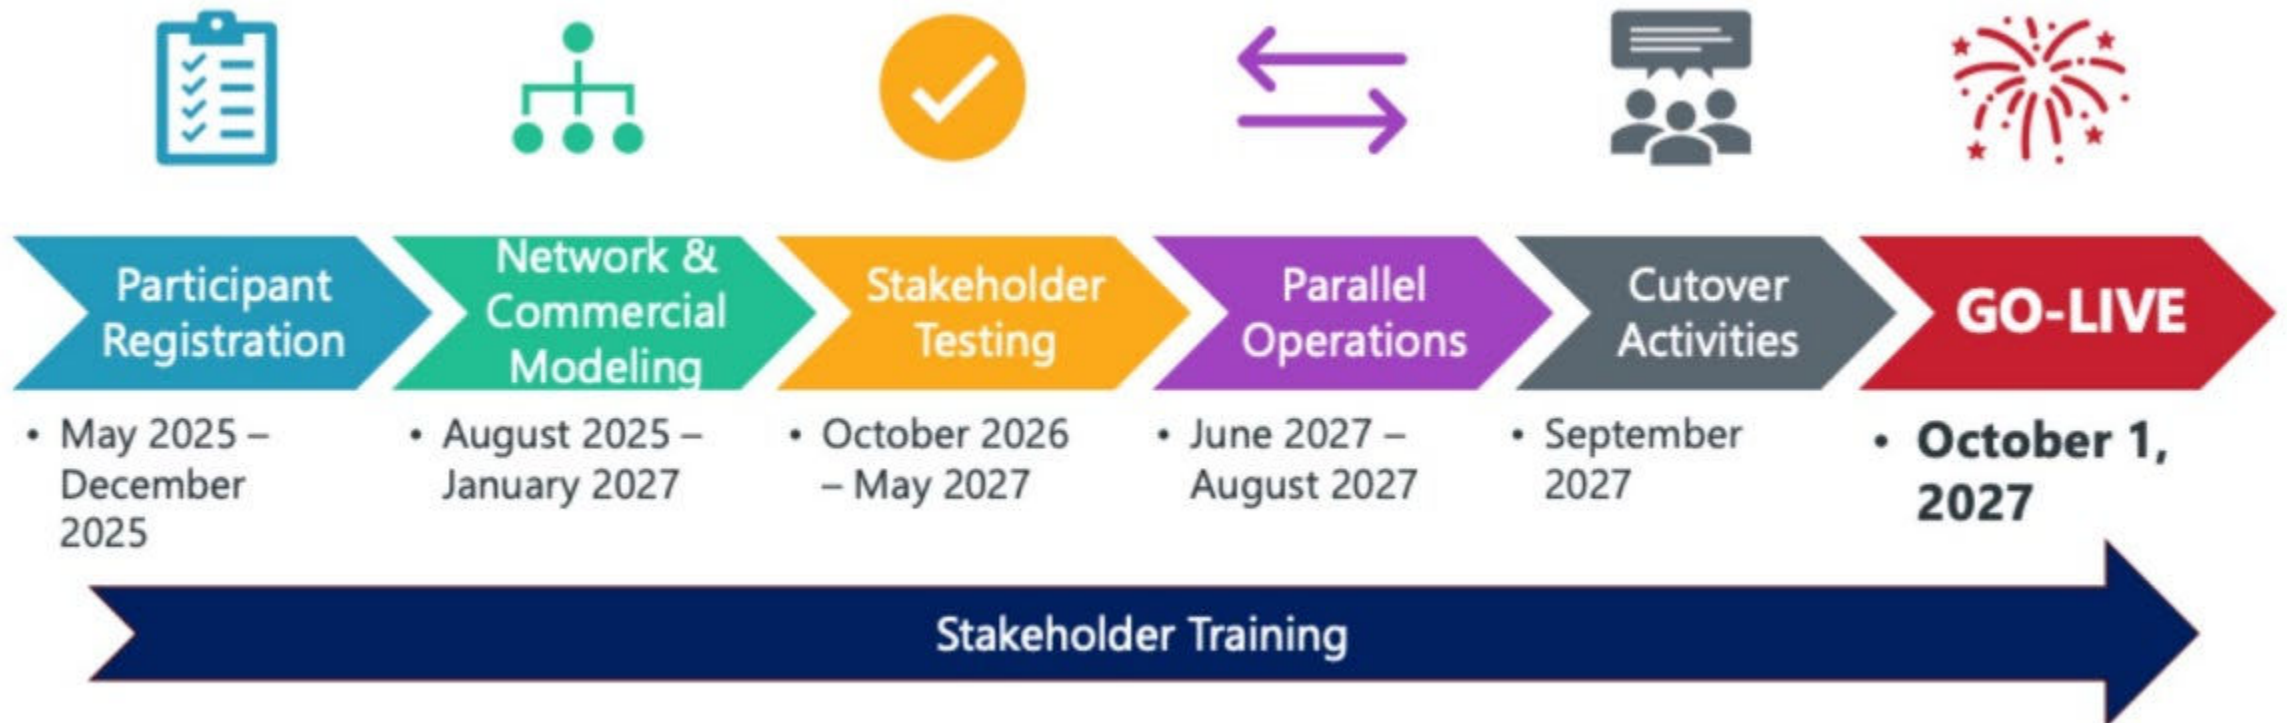 Participant
Registration
Network &
Commercial
Modeling
Stakeholder
Testing
Parallel
Operations
Cutover
Activities
GO-LIVE
• May 2025 –
December
2025
• August 2025 –
January 2027
• October 2026
– May 2027
• June 2027 –
August 2027
• September
2027
• October 1,
2027
Stakeholder Training